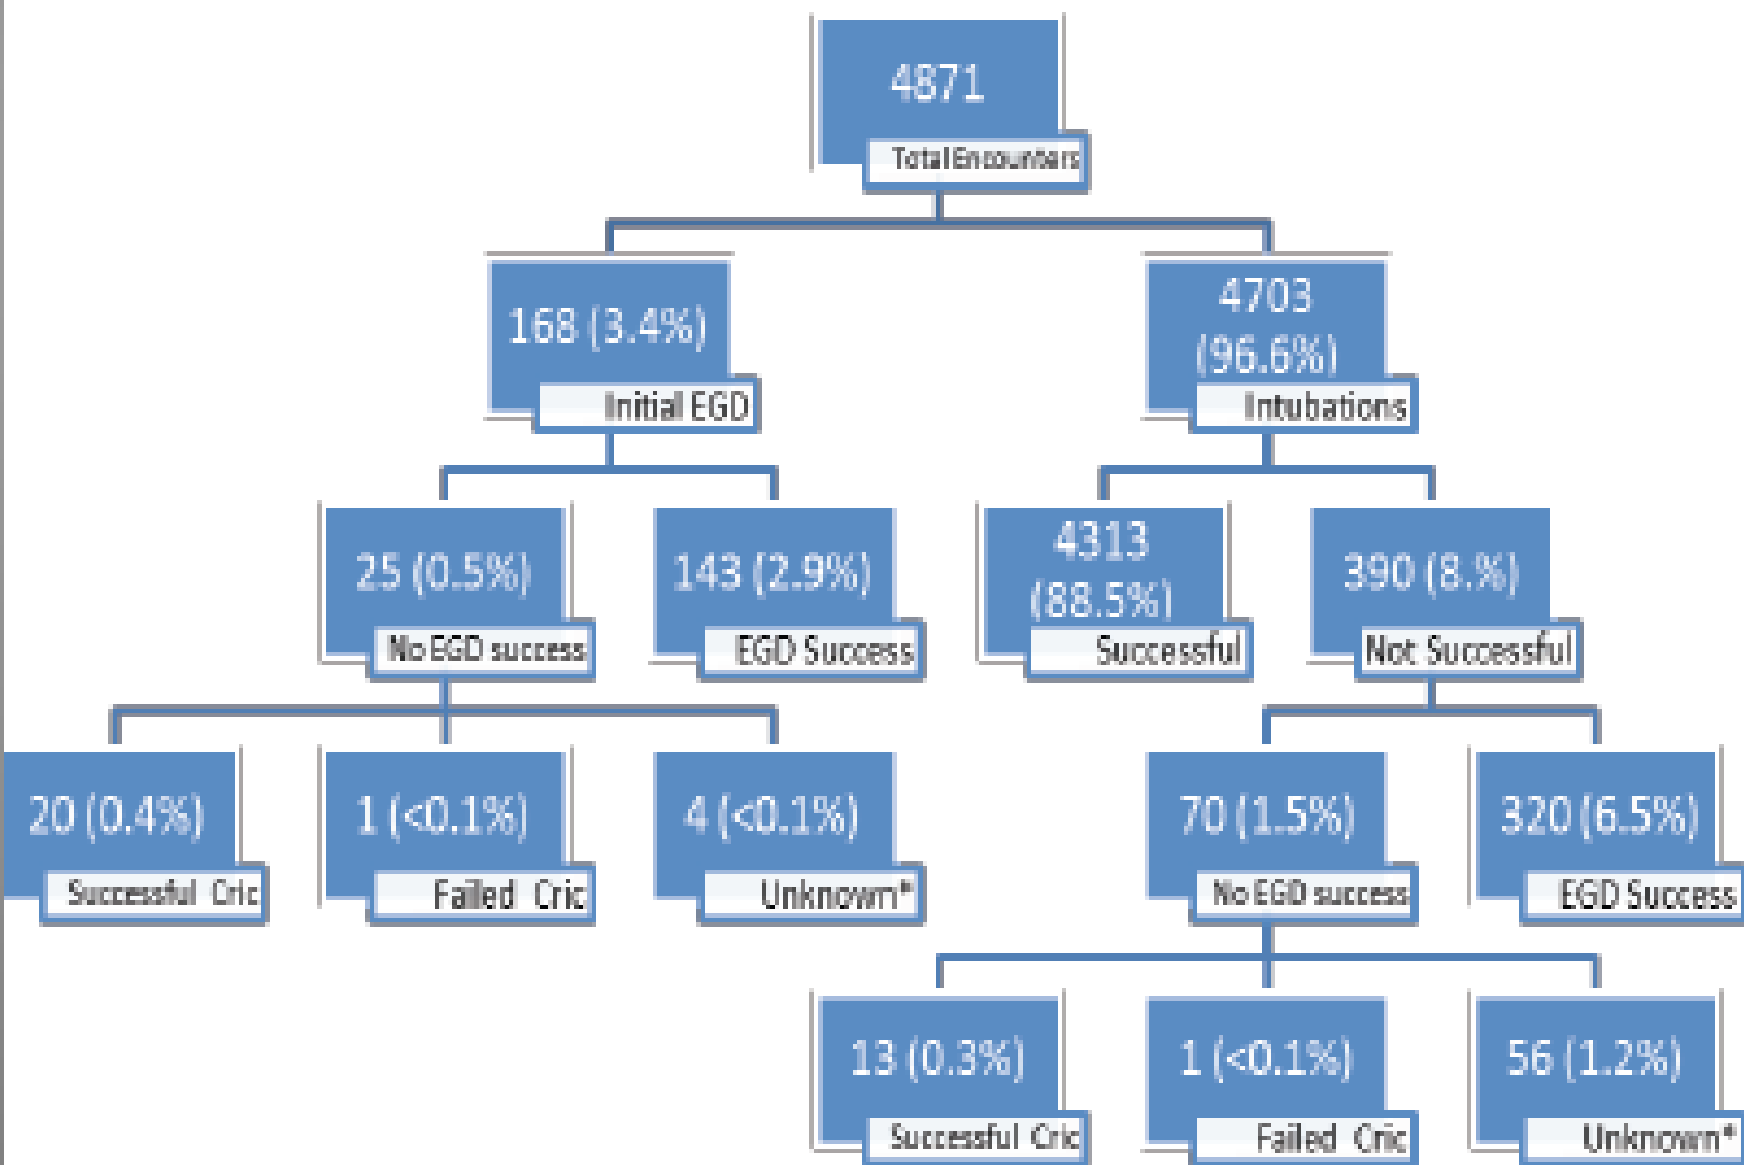 4871
Total Encounters
168 (3.4%)
Initial EGD
4703
(96.6%)
Intubations
25 (0.5%)
No EGD success
143 (2.9%)
EGD Success
4313
(88.5%)
Successful
390 (8.%)
Not Successful
20 (0.4%)
Successful Cric
1 (<0.1%)
Failed Cric
4 (<0.1%)
Unknown*
70 (1.5%)
No EGD success
320 (6.5%)
EGD Success
13 (0.3%)
Successful Cric
1 (<0.1%)
Failed Cric
56 (1.2%)
Unknown*